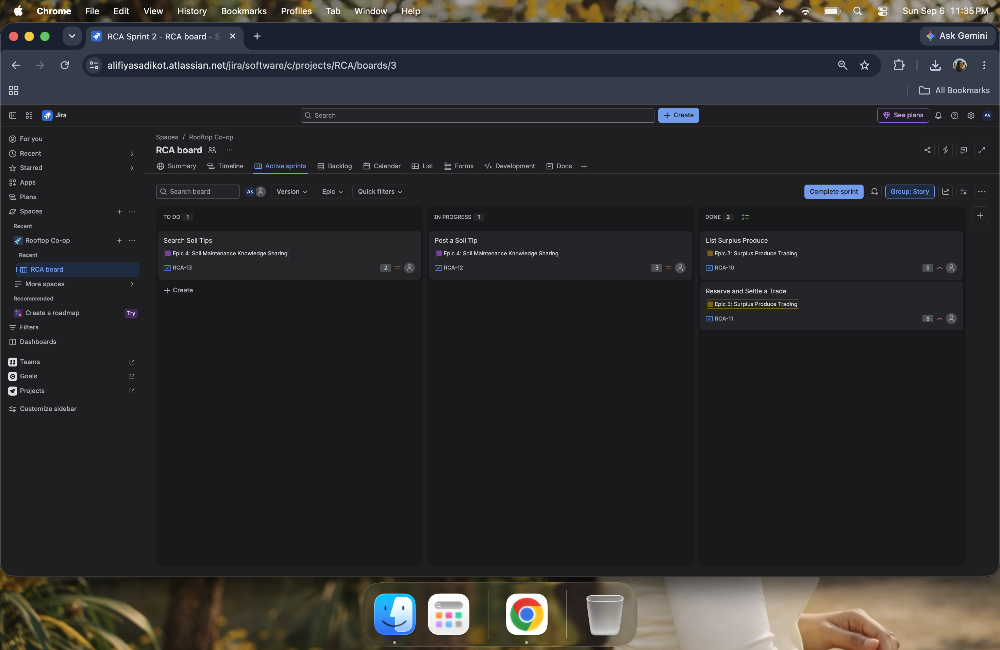 Chrome File Edit View History Bookmarks Profiles Tab Window Help Sun Sep 6 11:35 PM
RCA Sprint 2 - RCA board - S Ask Gemini
alifiyasadikot.atlassian.net/jira/software/c/projects/RCA/boards/3
All Bookmarks
Jira Search Create See plans AS
For you
Recent
Starred
Apps
Plans
Spaces
Recent
Rooftop Co-op
Recent
RCA board
More spaces
Recommended
Create a roadmap Try
Filters
Dashboards
Teams
Goals
Projects
Customize sidebar
Spaces / Rooftop Co-op
RCA board
Summary Timeline Active sprints Backlog Calendar List Forms Development Docs
Search board AS Version Epic Quick filters Complete sprint Group: Story
TO DO 1
Search Soil Tips
Epic 4: Soil Maintenance Knowledge Sharing
RCA-13 2
Create
IN PROGRESS 1
Post a Soil Tip
Epic 4: Soil Maintenance Knowledge Sharing
RCA-12 3
DONE 2
List Surplus Produce
Epic 3: Surplus Produce Trading
RCA-10 5
Reserve and Settle a Trade
Epic 3: Surplus Produce Trading
RCA-11 8